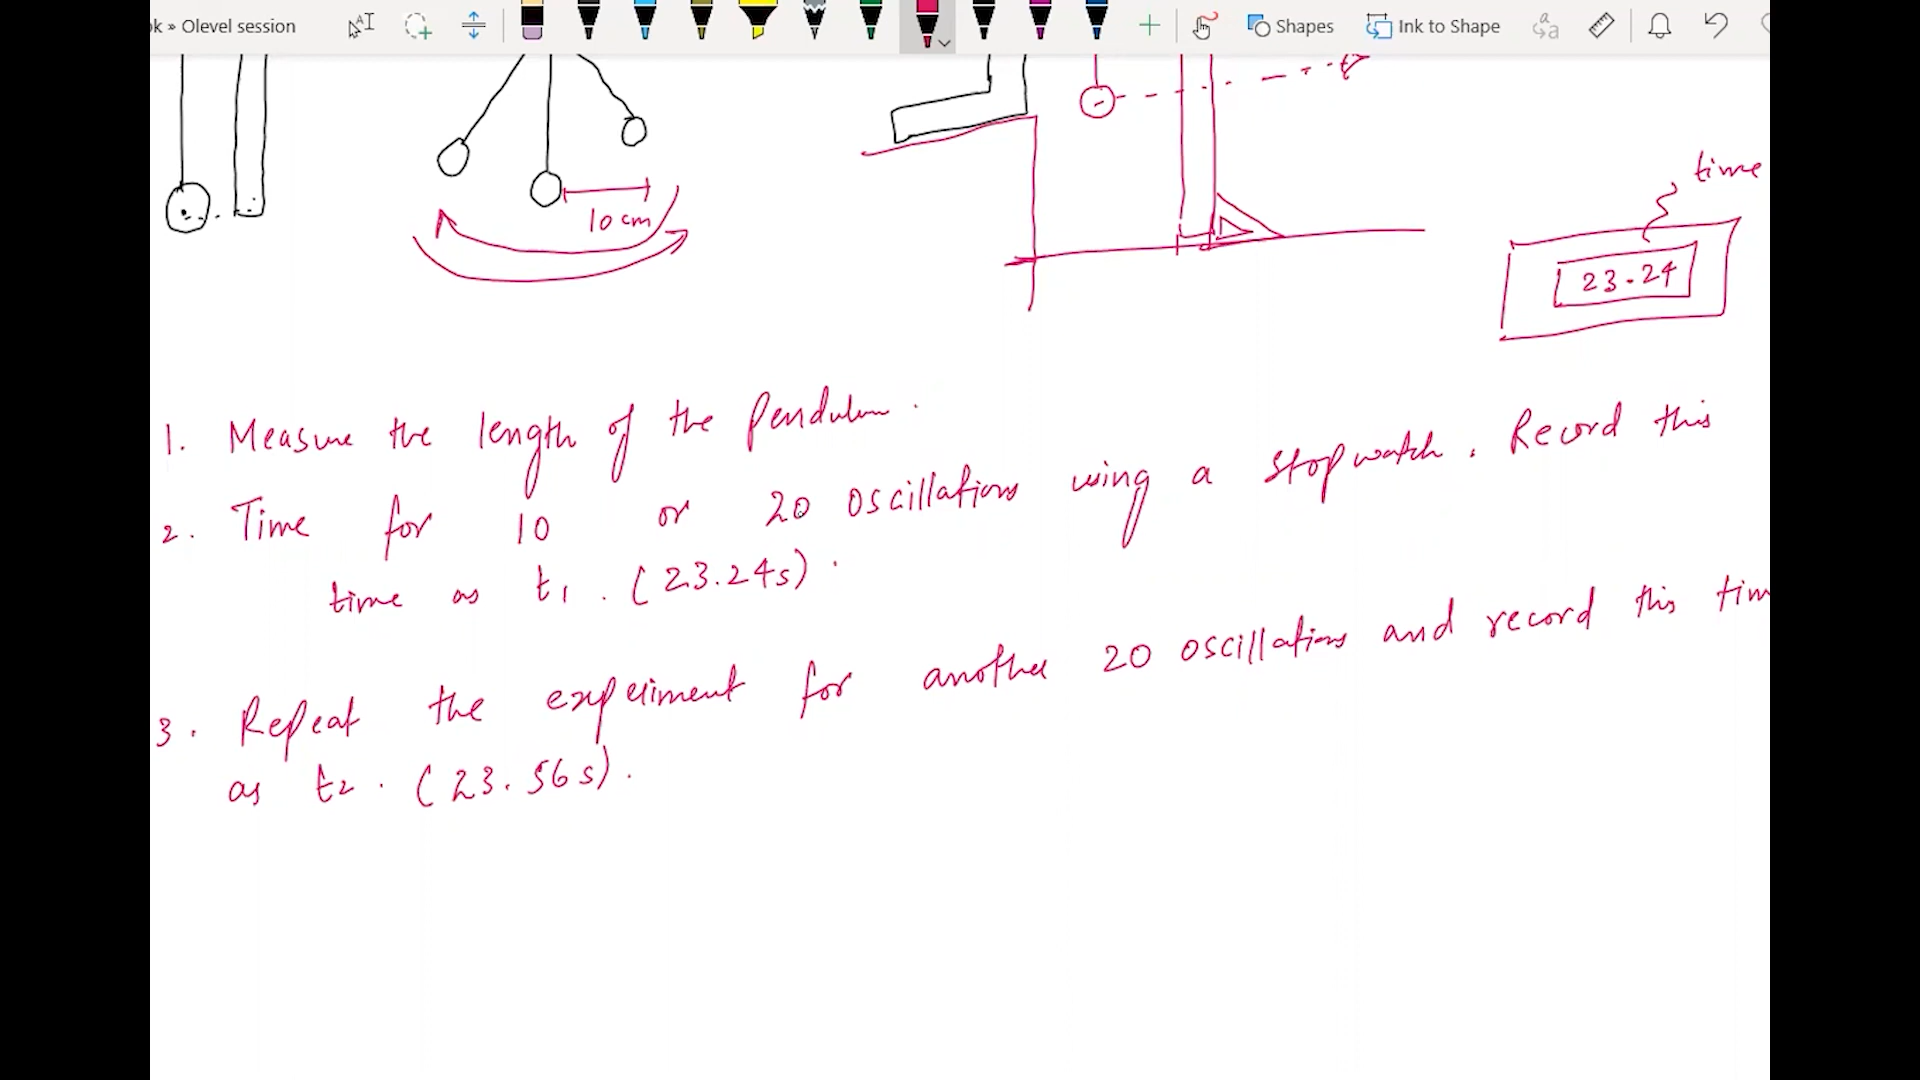 ok » Olevel session
Shapes
Ink to Shape
10 cm
time
23.24
1. Measure the length of the Pendulum.
2. Time for 10 or 20 oscillations using a stopwatch. Record this
time as t₁. (23.24s).
3. Repeat the experiment for another 20 oscillations and record this tim
as t₂. (23.56s).